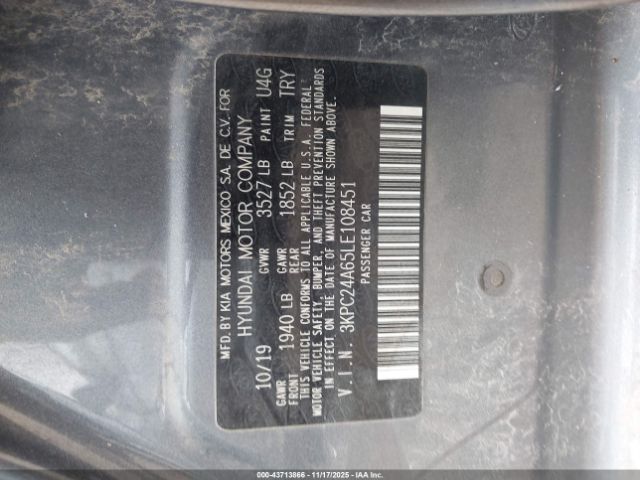 MFD. BY KIA MOTORS MEXICO S.A. DE C.V. FOR
HYUNDAI MOTOR COMPANY
10/19 GVWR 3527 LB PAINT U4G
GAWR FRONT 1940 LB GAWR REAR 1852 LB TRIM TRY
THIS VEHICLE CONFORMS TO ALL APPLICABLE U.S.A. FEDERAL
MOTOR VEHICLE SAFETY, BUMPER, AND THEFT PREVENTION STANDARDS
IN EFFECT ON THE DATE OF MANUFACTURE SHOWN ABOVE.
V.I.N. 3KPC24A65LE108451
PASSENGER CAR
000-43713866 - 11/17/2025 - IAAI